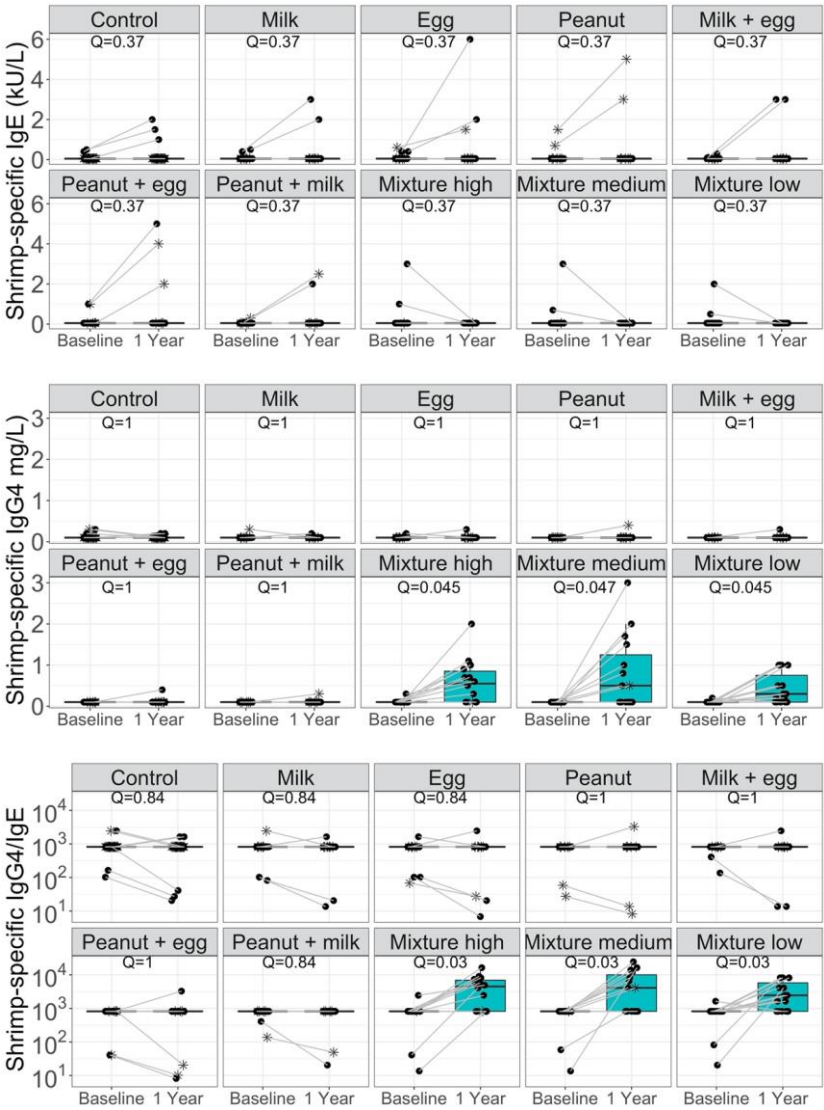 Control Milk Egg Peanut Milk + egg
Q=0.37 Q=0.37 Q=0.37 Q=0.37 Q=0.37
6
4
2
0
Shrimp-specific IgE (kU/L)
Peanut + egg Peanut + milk Mixture high Mixture medium Mixture low
Q=0.37 Q=0.37 Q=0.37 Q=0.37 Q=0.37
6
4
2
0
Baseline 1 Year Baseline 1 Year Baseline 1 Year Baseline 1 Year Baseline 1 Year
Control Milk Egg Peanut Milk + egg
Q=1 Q=1 Q=1 Q=1 Q=1
3
2
1
0
Shrimp-specific IgG4 mg/L)
Peanut + egg Peanut + milk Mixture high Mixture medium Mixture low
Q=1 Q=1 Q=0.045 Q=0.047 Q=0.045
3
2
1
0
Baseline 1 Year Baseline 1 Year Baseline 1 Year Baseline 1 Year Baseline 1 Year
Control Milk Egg Peanut Milk + egg
Q=0.84 Q=0.84 Q=0.84 Q=1 Q=1
10⁴
10³
10²
10¹
Shrimp-specific IgG4/IgE
Peanut + egg Peanut + milk Mixture high Mixture medium Mixture low
Q=1 Q=0.84 Q=0.03 Q=0.03 Q=0.03
10⁴
10³
10²
10¹
Baseline 1 Year Baseline 1 Year Baseline 1 Year Baseline 1 Year Baseline 1 Year